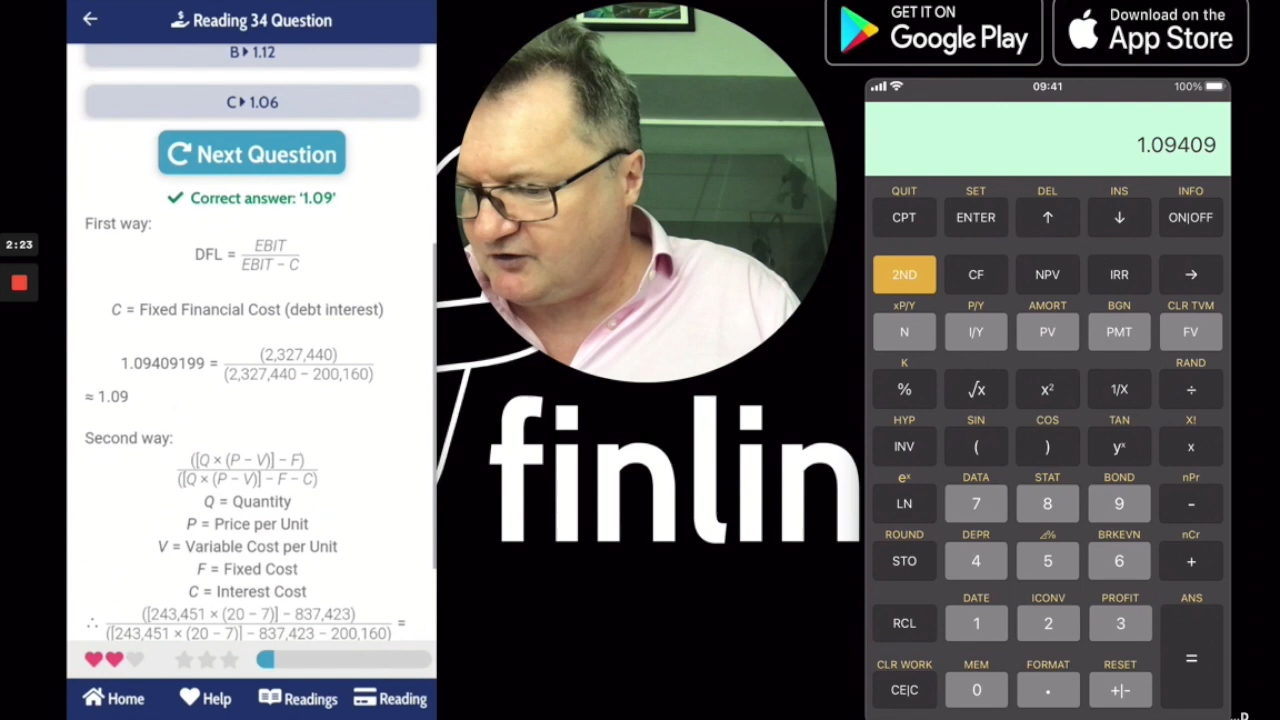 Reading 34 Question
B 1.12
C 1.06
Next Question
Correct answer: '1.09'
First way:
DFL = EBIT / EBIT − C
C = Fixed Financial Cost (debt interest)
1.09409199 = (2,327,440) / (2,327,440 − 200,160)
≈ 1.09
Second way:
([Q × (P − V)] − F) / ([Q × (P − V)] − F − C)
Q = Quantity
P = Price per Unit
V = Variable Cost per Unit
F = Fixed Cost
C = Interest Cost
∴ ([243,451 × (20 − 7)] − 837,423) / ([243,451 × (20 − 7)] − 837,423 − 200,160) =
Home Help Readings Reading
2:23
finlin
GET IT ON
Google Play
Download on the
App Store
09:41 100%
1.09409
QUIT SET DEL INS INFO
CPT ENTER ↑ ↓ ON|OFF
2ND CF NPV IRR →
xP/Y P/Y AMORT BGN CLR TVM
N I/Y PV PMT FV
K RAND
% √x x² 1/X ÷
HYP SIN COS TAN X!
INV ( ) yˣ x
eˣ DATA STAT BOND nPr
LN 7 8 9 -
ROUND DEPR ⊿% BRKEVN nCr
STO 4 5 6 +
DATE ICONV PROFIT ANS
RCL 1 2 3
=
CLR WORK MEM FORMAT RESET
CE|C 0 . +|-
...D